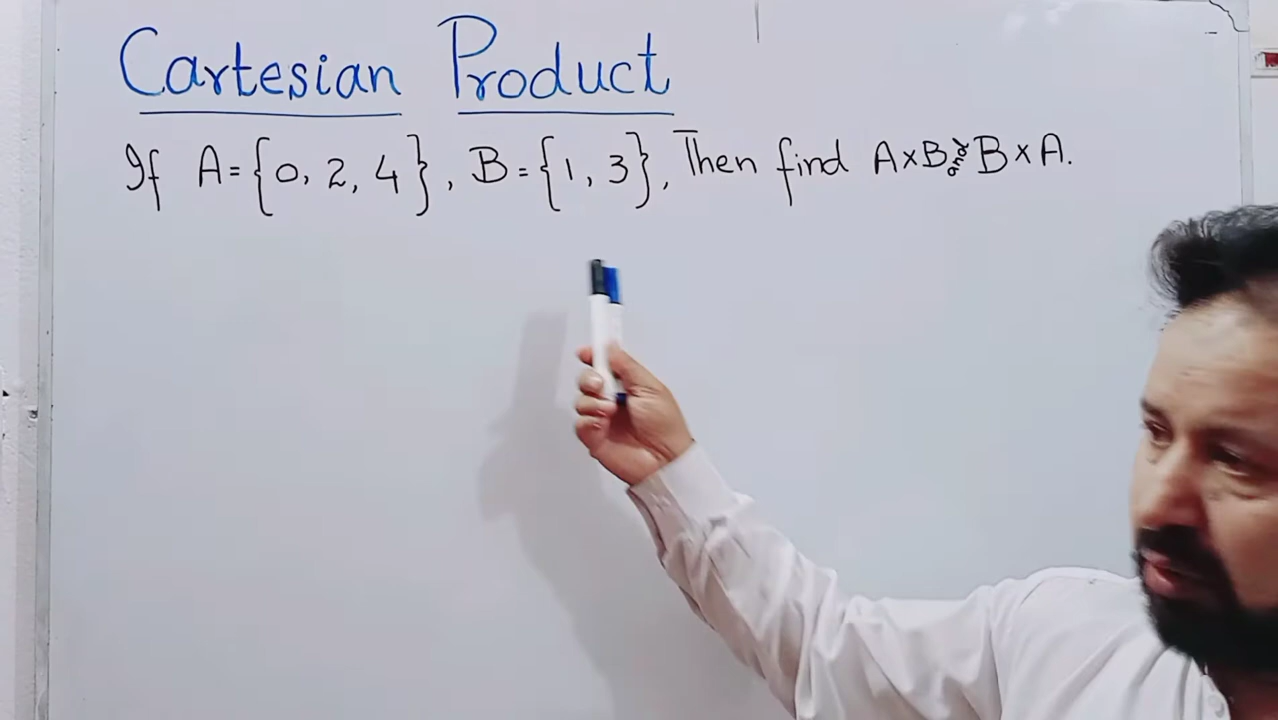 Cartesian Product
If A={0, 2, 4}, B={1, 3}, Then find A×B and B×A.